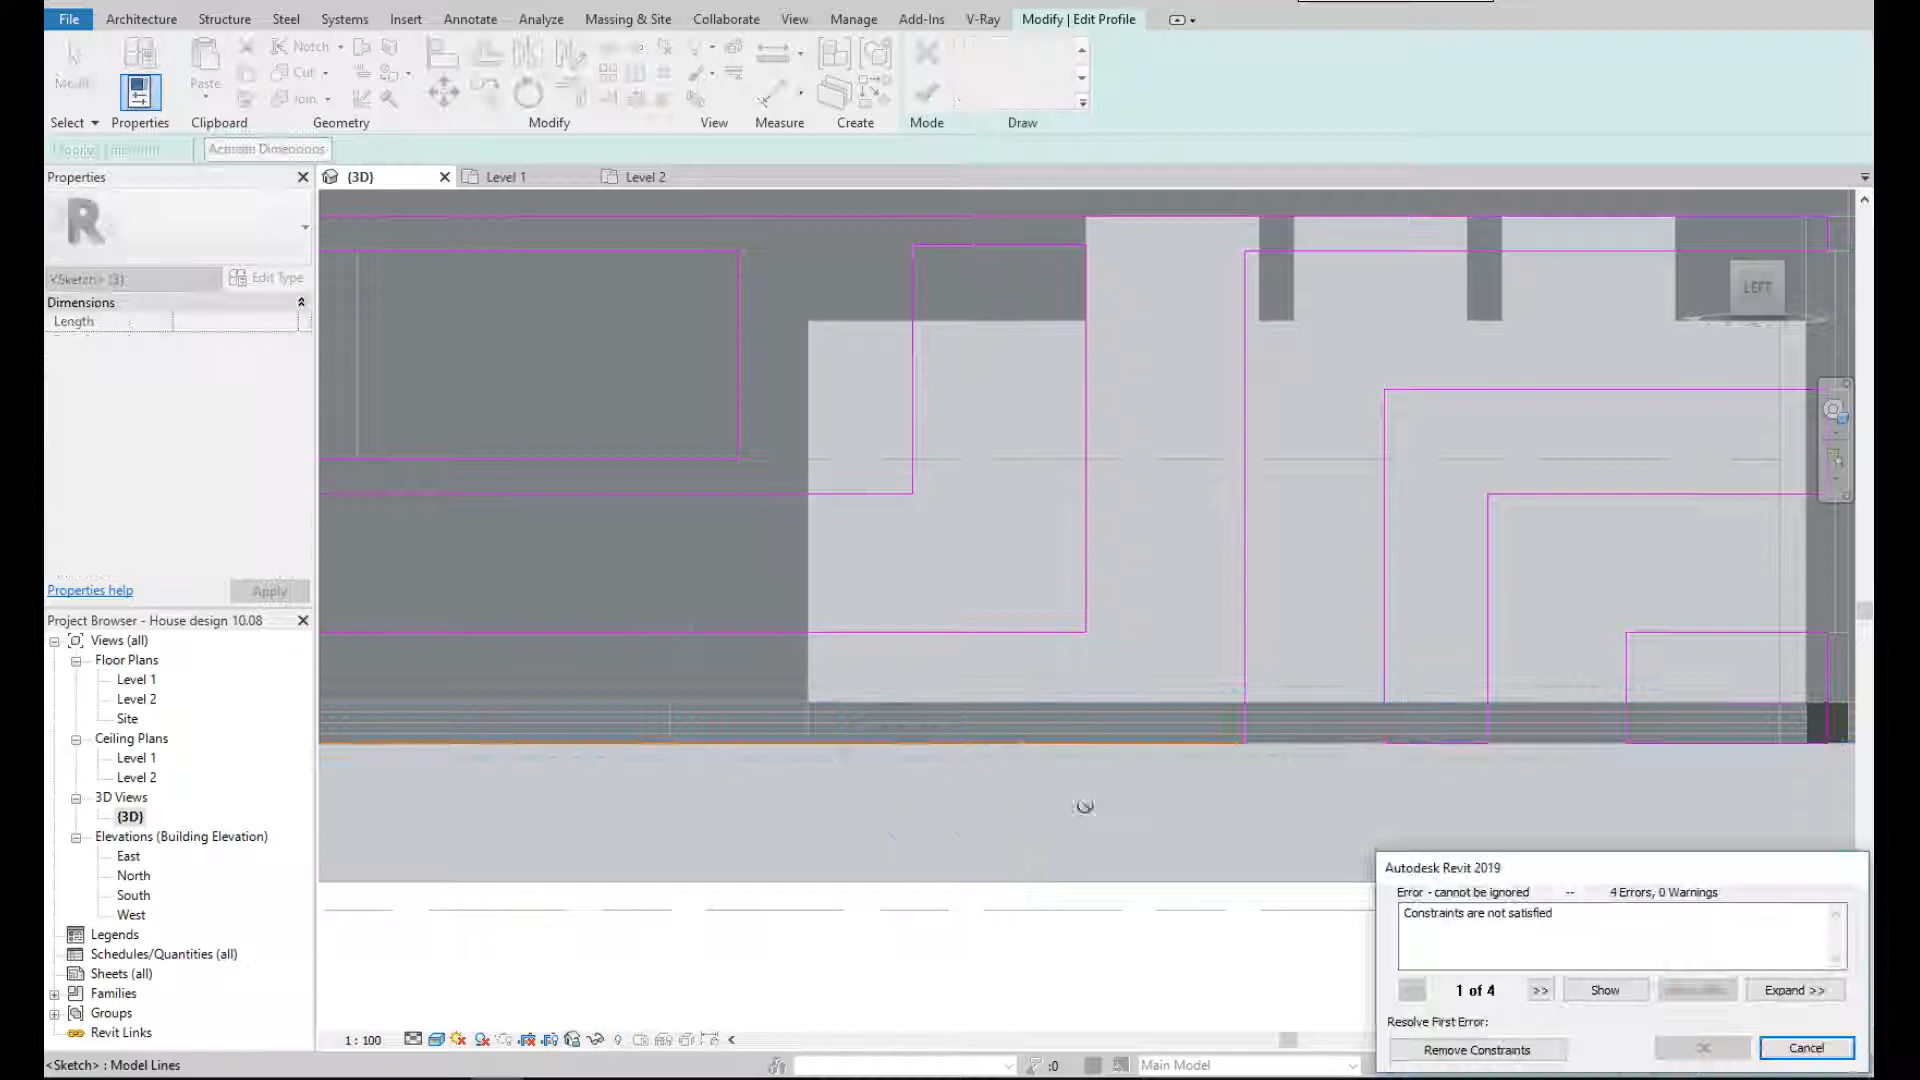 File Architecture Structure Steel Systems Insert Annotate Analyze Massing & Site Collaborate View Manage Add-Ins V-Ray Modify | Edit Profile
Notch
Modify Paste Cut
Join
Select Properties Clipboard Geometry Modify View Measure Create Mode Draw
Dimensions
Properties
{3D} Level 1 Level 2
R
<Sketch> (3) Edit Type
Dimensions
Length
LEFT
Properties help Apply
Project Browser - House design 10.08
Views (all)
Floor Plans
Level 1
Level 2
Site
Ceiling Plans
Level 1
Level 2
3D Views
{3D}
Elevations (Building Elevation)
East
North
South
West
Legends
Schedules/Quantities (all)
Sheets (all)
Families
Groups
Revit Links
Autodesk Revit 2019
Error - cannot be ignored -- 4 Errors, 0 Warnings
Constraints are not satisfied
1 of 4 >> Show Expand >>
Resolve First Error:
Remove Constraints Cancel
1 : 100
<Sketch> : Model Lines :0 Main Model